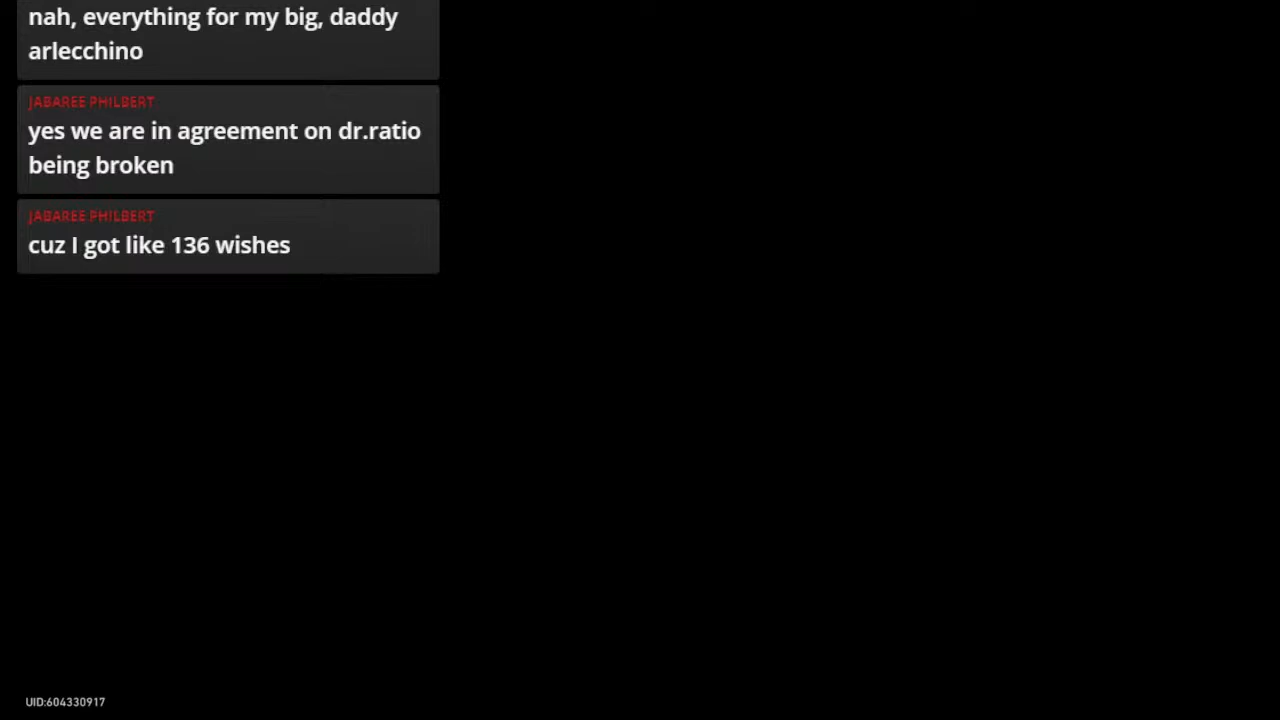 nah, everything for my big, daddy
arlecchino
JABAREE PHILBERT
yes we are in agreement on dr.ratio
being broken
JABAREE PHILBERT
cuz I got like 136 wishes
UID:604330917